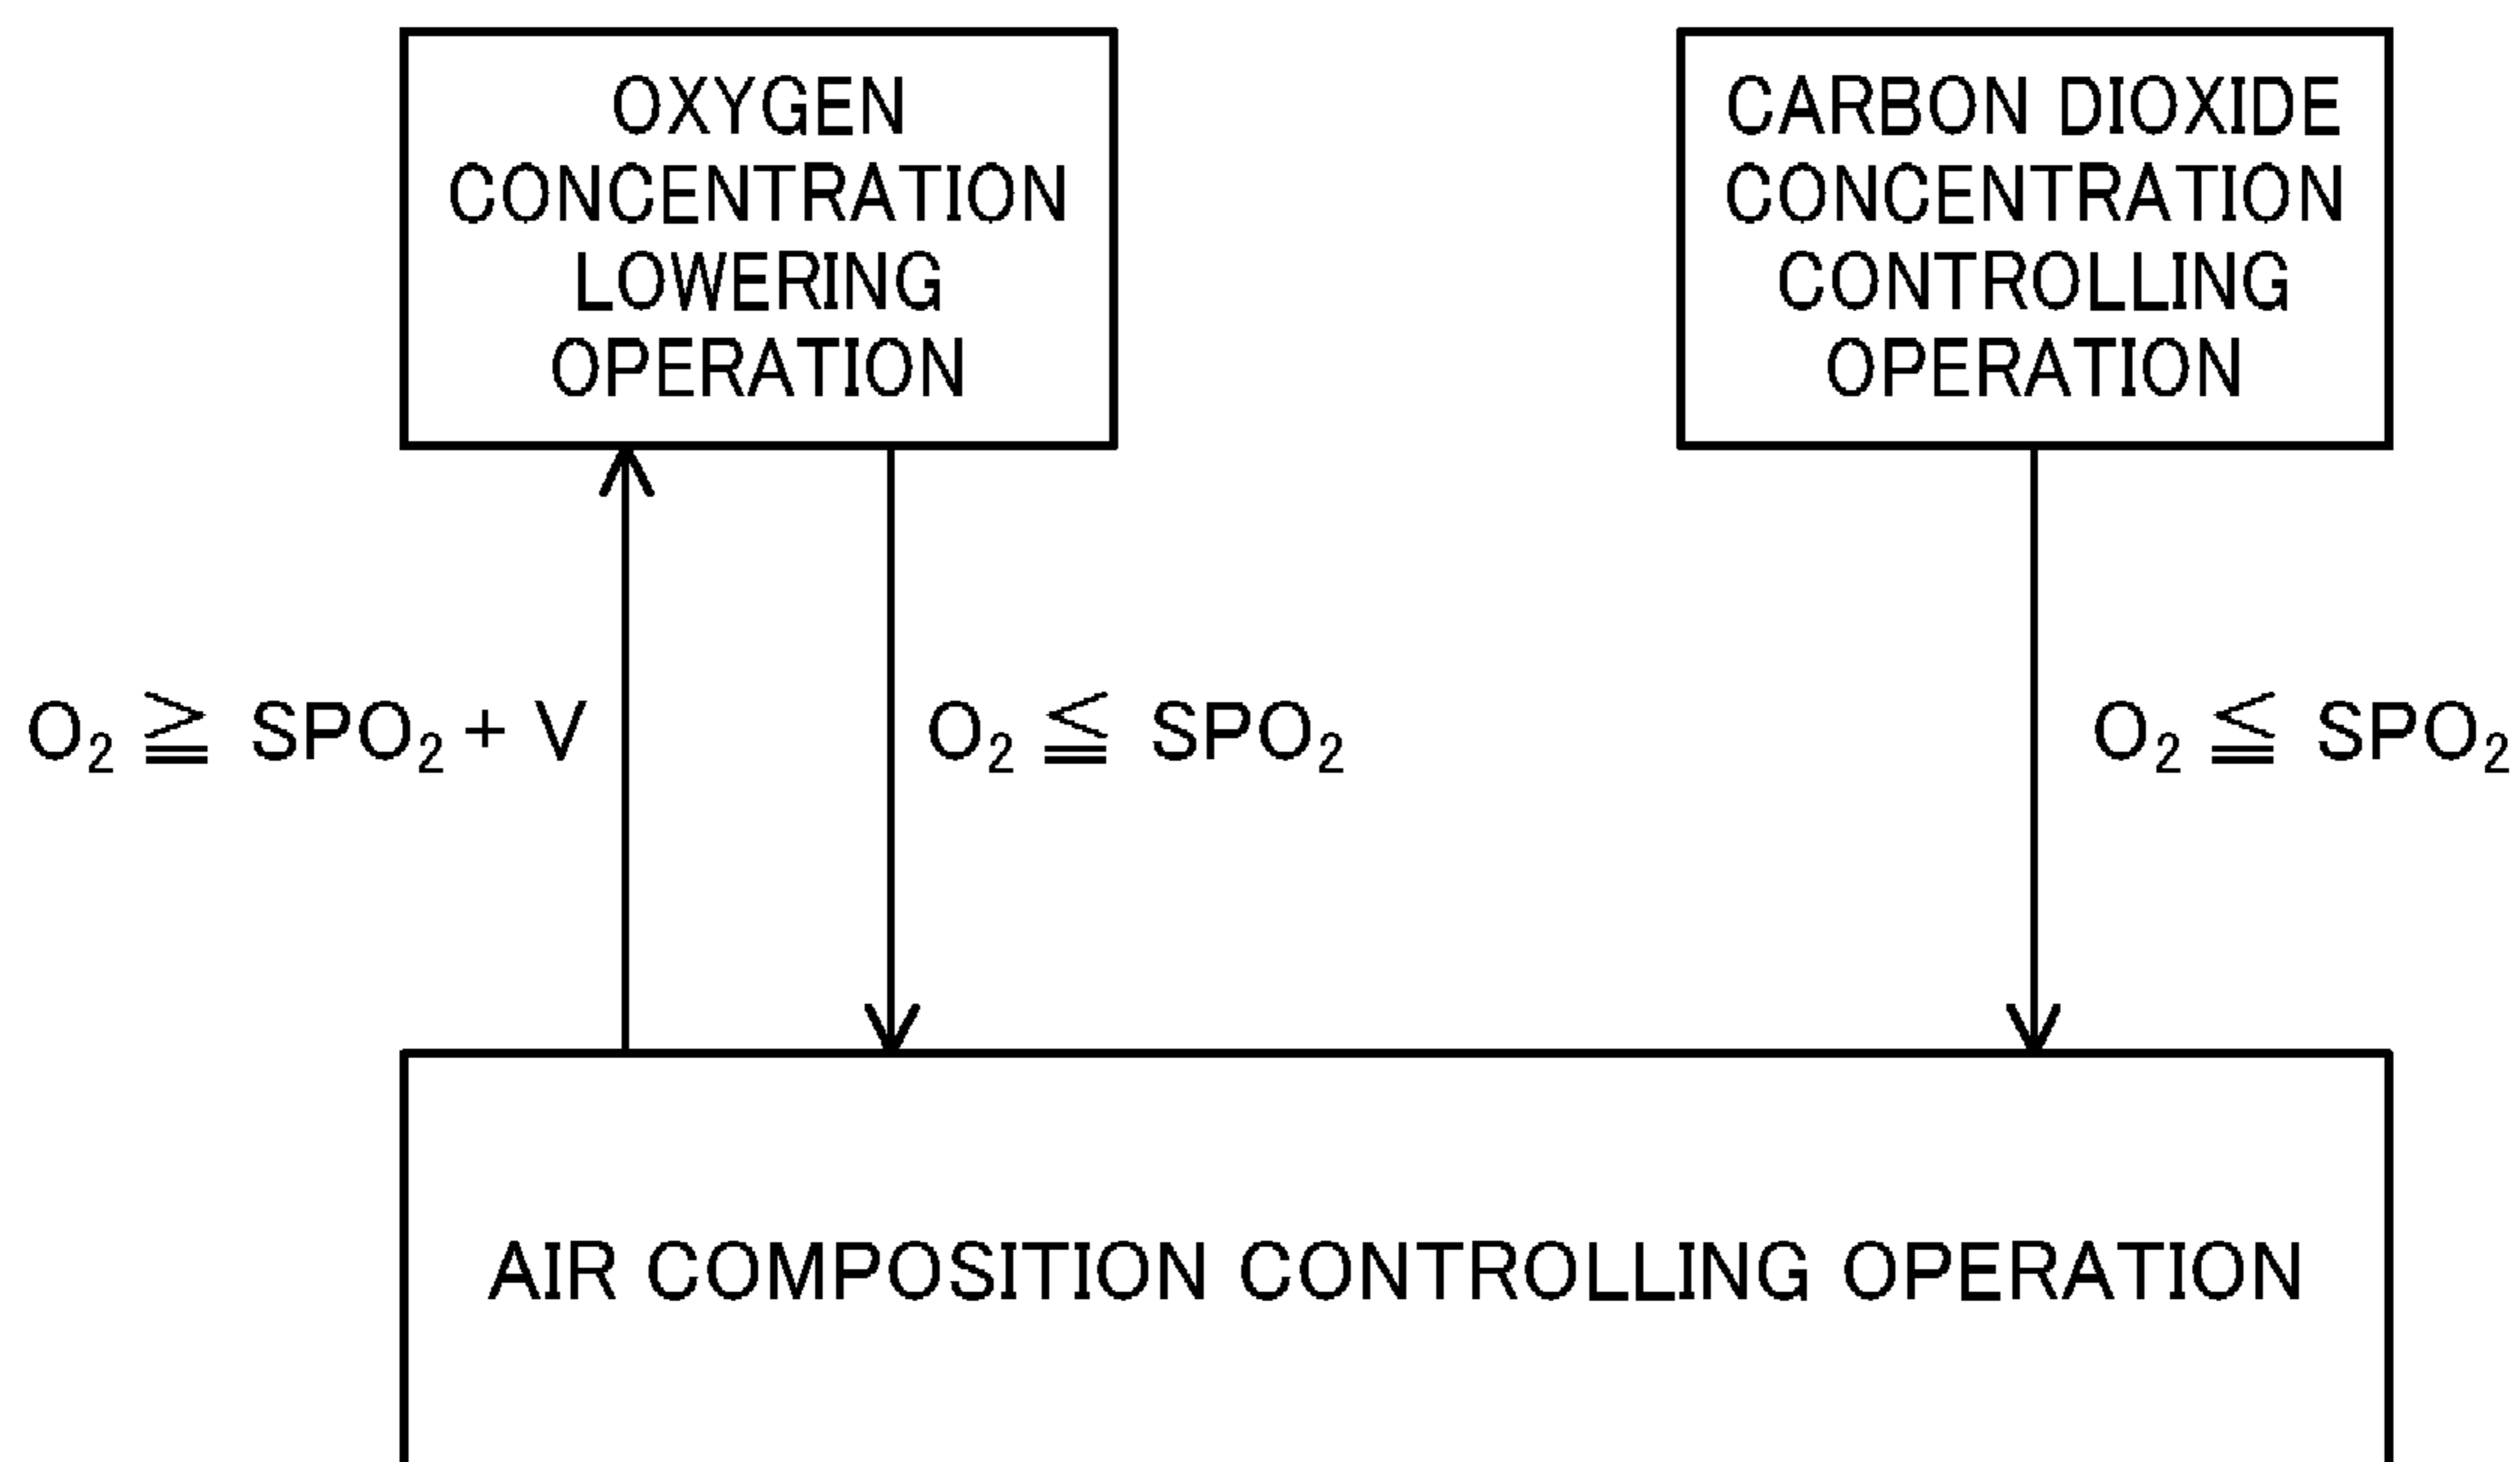 OXYGEN
CONCENTRATION
LOWERING
OPERATION
CARBON DIOXIDE
CONCENTRATION
CONTROLLING
OPERATION
O₂ ≧ SPO₂ + V
O₂ ≦ SPO₂
O₂ ≦ SPO₂
AIR COMPOSITION CONTROLLING OPERATION